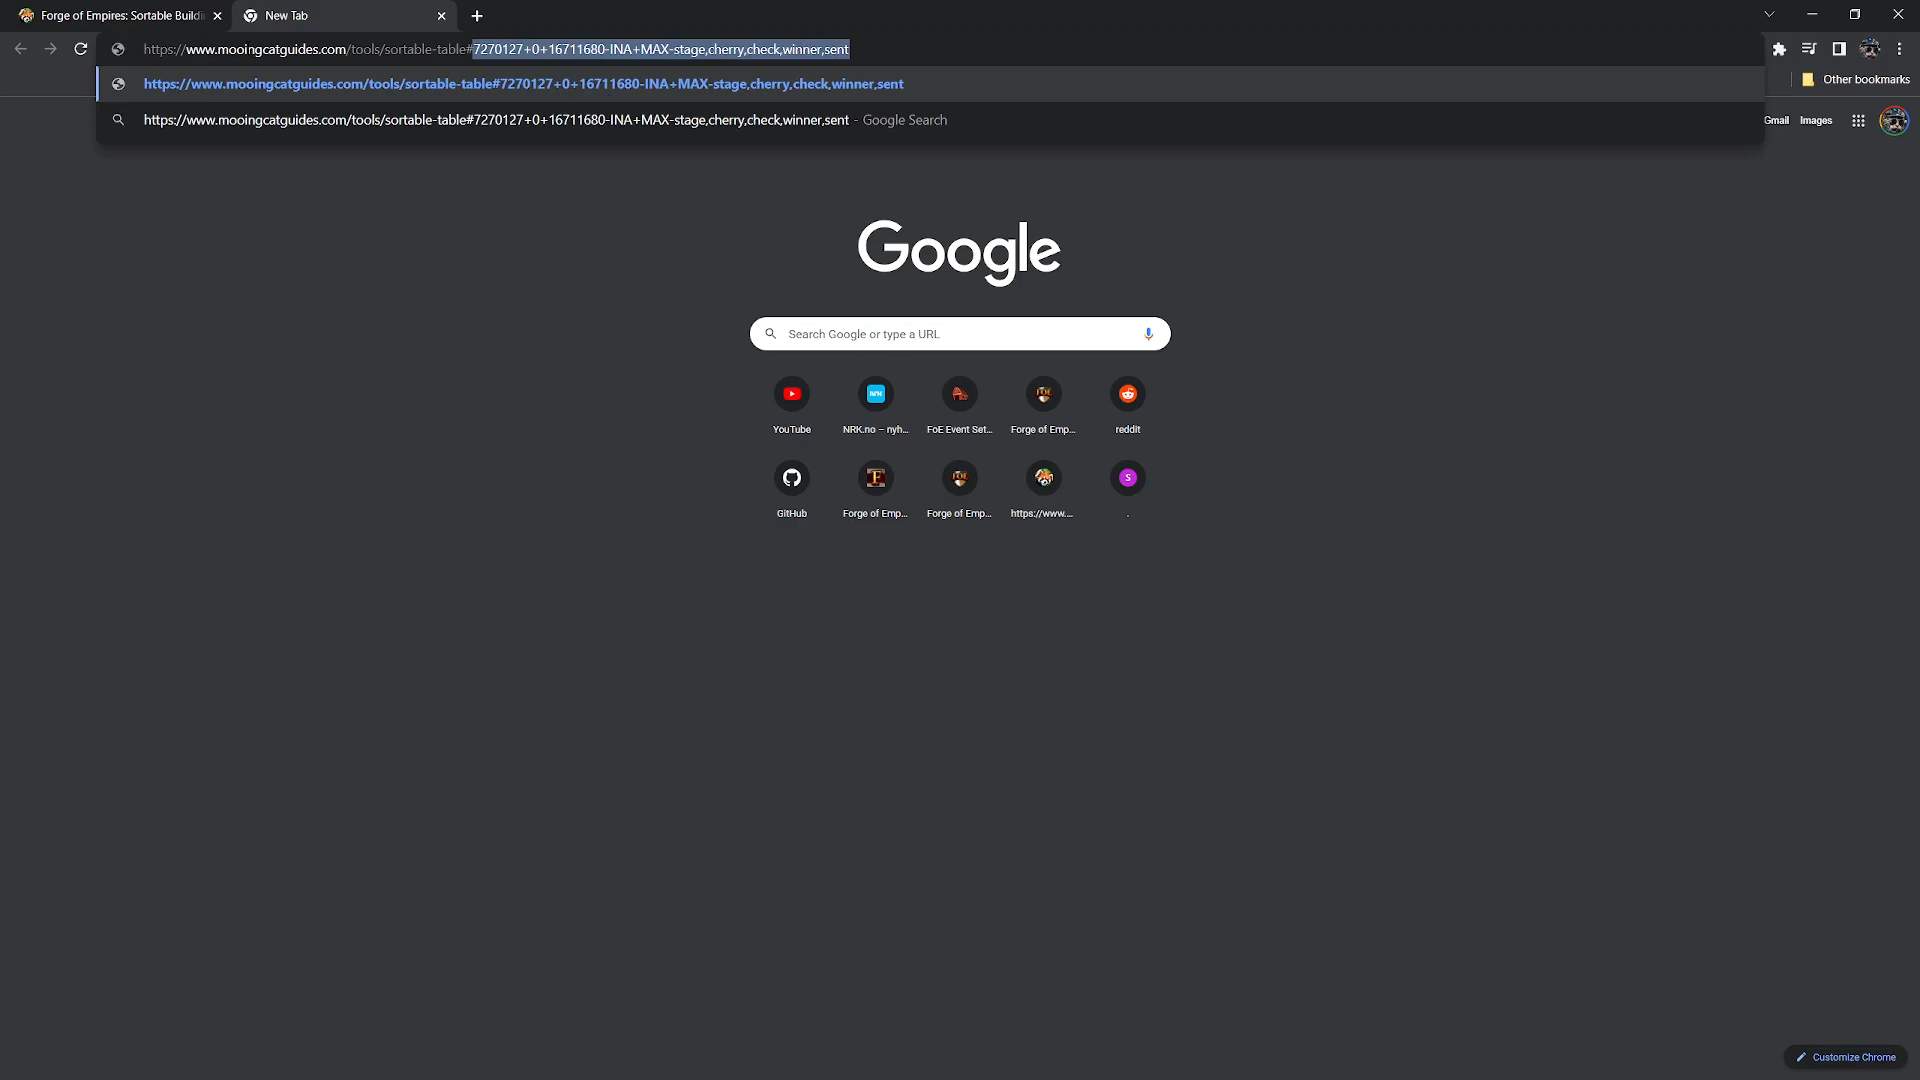 Forge of Empires: Sortable Buildi
New Tab
https://www.mooingcatguides.com/tools/sortable-table#7270127+0+16711680-INA+MAX-stage,cherry,check,winner,sent
https://www.mooingcatguides.com/tools/sortable-table#7270127+0+16711680-INA+MAX-stage,cherry,check,winner,sent
https://www.mooingcatguides.com/tools/sortable-table#7270127+0+16711680-INA+MAX-stage,cherry,check,winner,sent - Google Search
Other bookmarks
Gmail Images
Google
Search Google or type a URL
YouTube NRK.no – nyh... FoE Event Set... Forge of Emp... reddit
S
GitHub Forge of Emp... Forge of Emp... https://www.... .
Customize Chrome